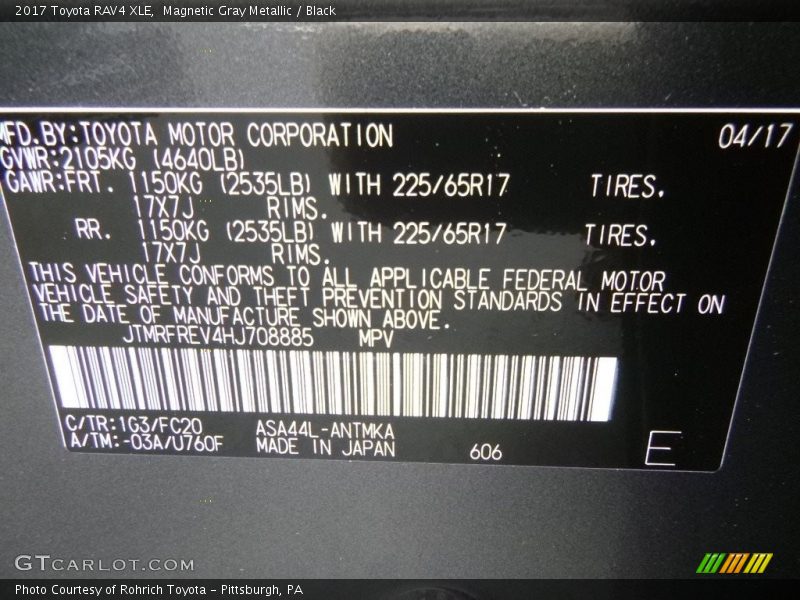 2017 Toyota RAV4 XLE, Magnetic Gray Metallic / Black
MFD.BY:TOYOTA MOTOR CORPORATION 04/17
GVWR:2105KG (4640LB)
GAWR:FRT. 1150KG (2535LB) WITH 225/65R17 TIRES.
17X7J RIMS.
RR. 1150KG (2535LB) WITH 225/65R17 TIRES.
17X7J RIMS.
THIS VEHICLE CONFORMS TO ALL APPLICABLE FEDERAL MOTOR
VEHICLE SAFETY AND THEFT PREVENTION STANDARDS IN EFFECT ON
THE DATE OF MANUFACTURE SHOWN ABOVE.
JTMRFREV4HJ708885 MPV
C/TR:1G3/FC20 ASA44L-ANTMKA
A/TM:-03A/U760F MADE IN JAPAN 606 E
GTCARLOT.COM
Photo Courtesy of Rohrich Toyota - Pittsburgh, PA